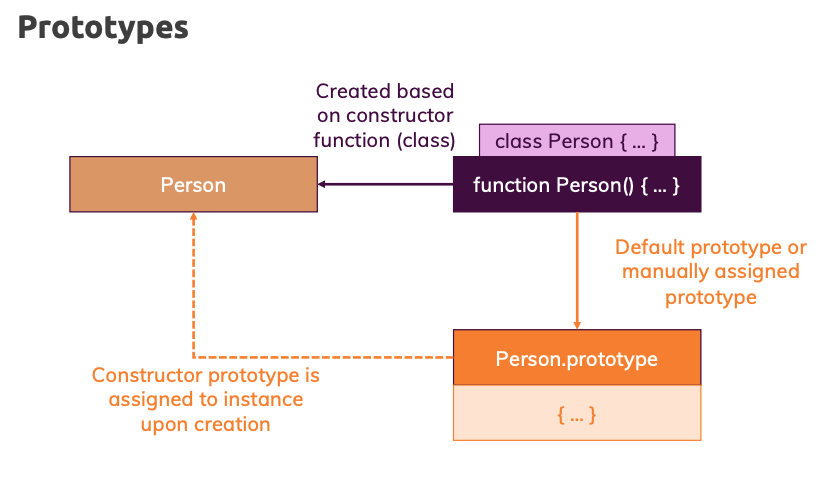 Prototypes
Created based
on constructor
function (class)
class Person { ... }
Person
function Person() { ... }
Default prototype or
manually assigned
prototype
Person.prototype
Constructor prototype is
assigned to instance
upon creation
{ ... }